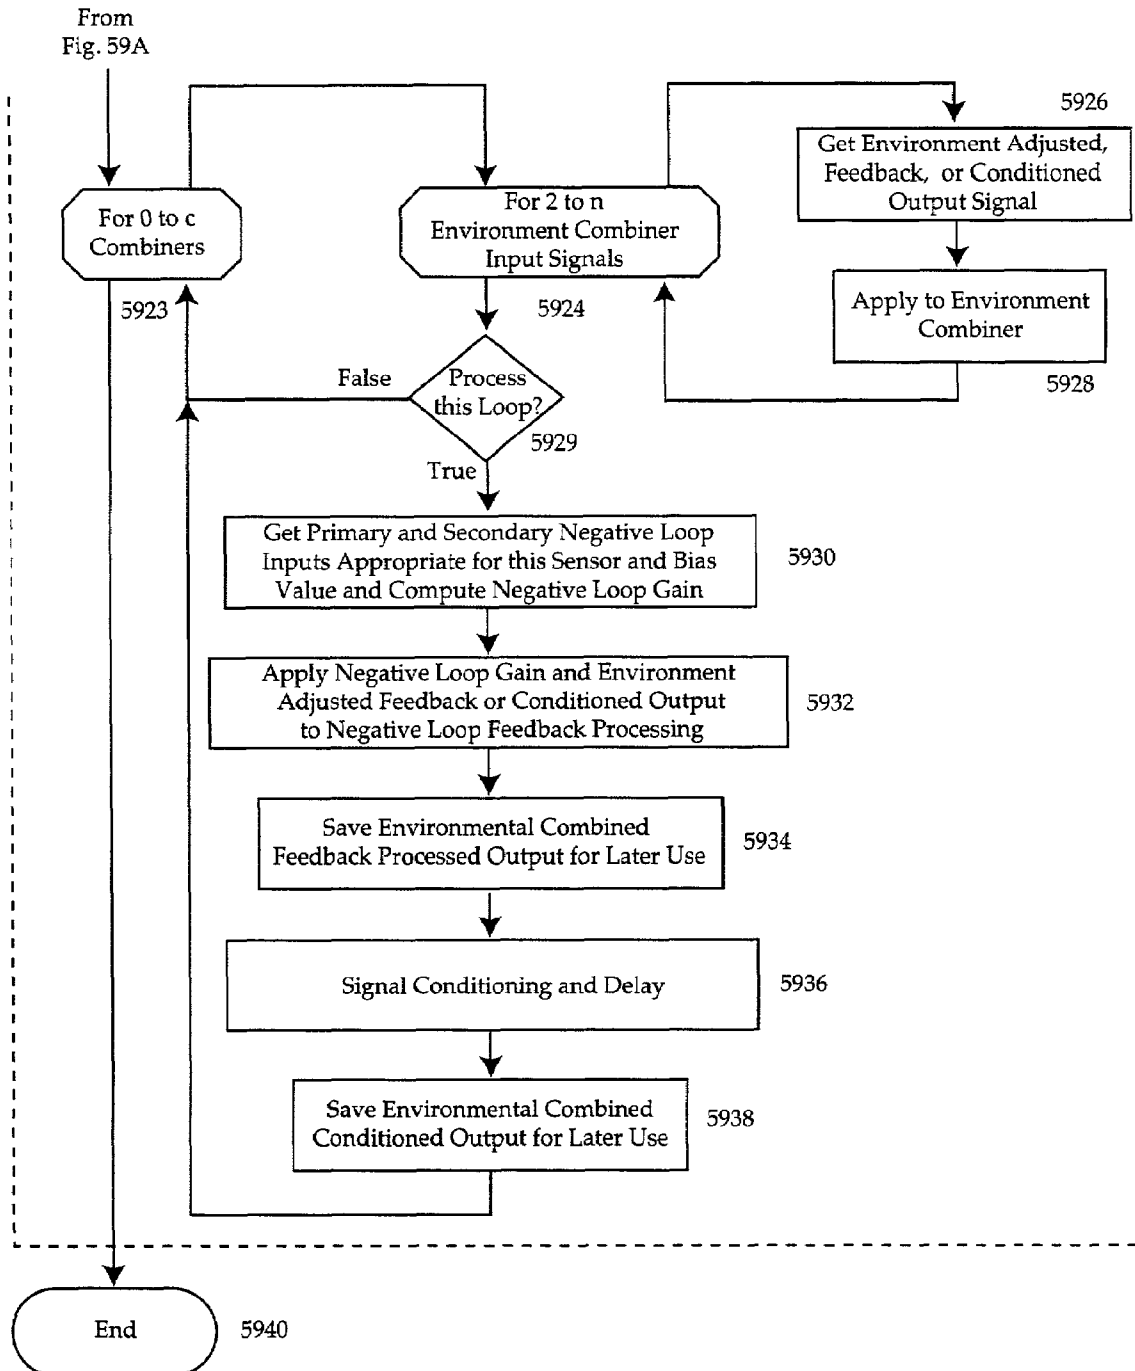 From
Fig. 59A
5926
Get Environment Adjusted,
Feedback, or Conditioned
Output Signal
For 0 to c
Combiners
For 2 to n
Environment Combiner
Input Signals
5923
5924
Apply to Environment
Combiner
5928
False
Process
this Loop?
5929
True
Get Primary and Secondary Negative Loop
Inputs Appropriate for this Sensor and Bias
Value and Compute Negative Loop Gain
5930
Apply Negative Loop Gain and Environment
Adjusted Feedback or Conditioned Output
to Negative Loop Feedback Processing
5932
Save Environmental Combined
Feedback Processed Output for Later Use
5934
Signal Conditioning and Delay
5936
Save Environmental Combined
Conditioned Output for Later Use
5938
End
5940